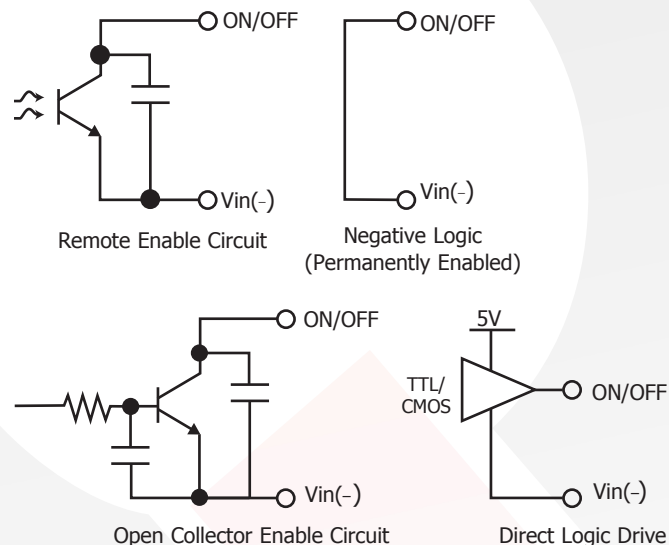 ON/OFF
Vin(–)
Remote Enable Circuit
ON/OFF
Vin(–)
Negative Logic
(Permanently Enabled)
ON/OFF
Vin(–)
Open Collector Enable Circuit
5V
TTL/
CMOS
ON/OFF
Vin(–)
Direct Logic Drive